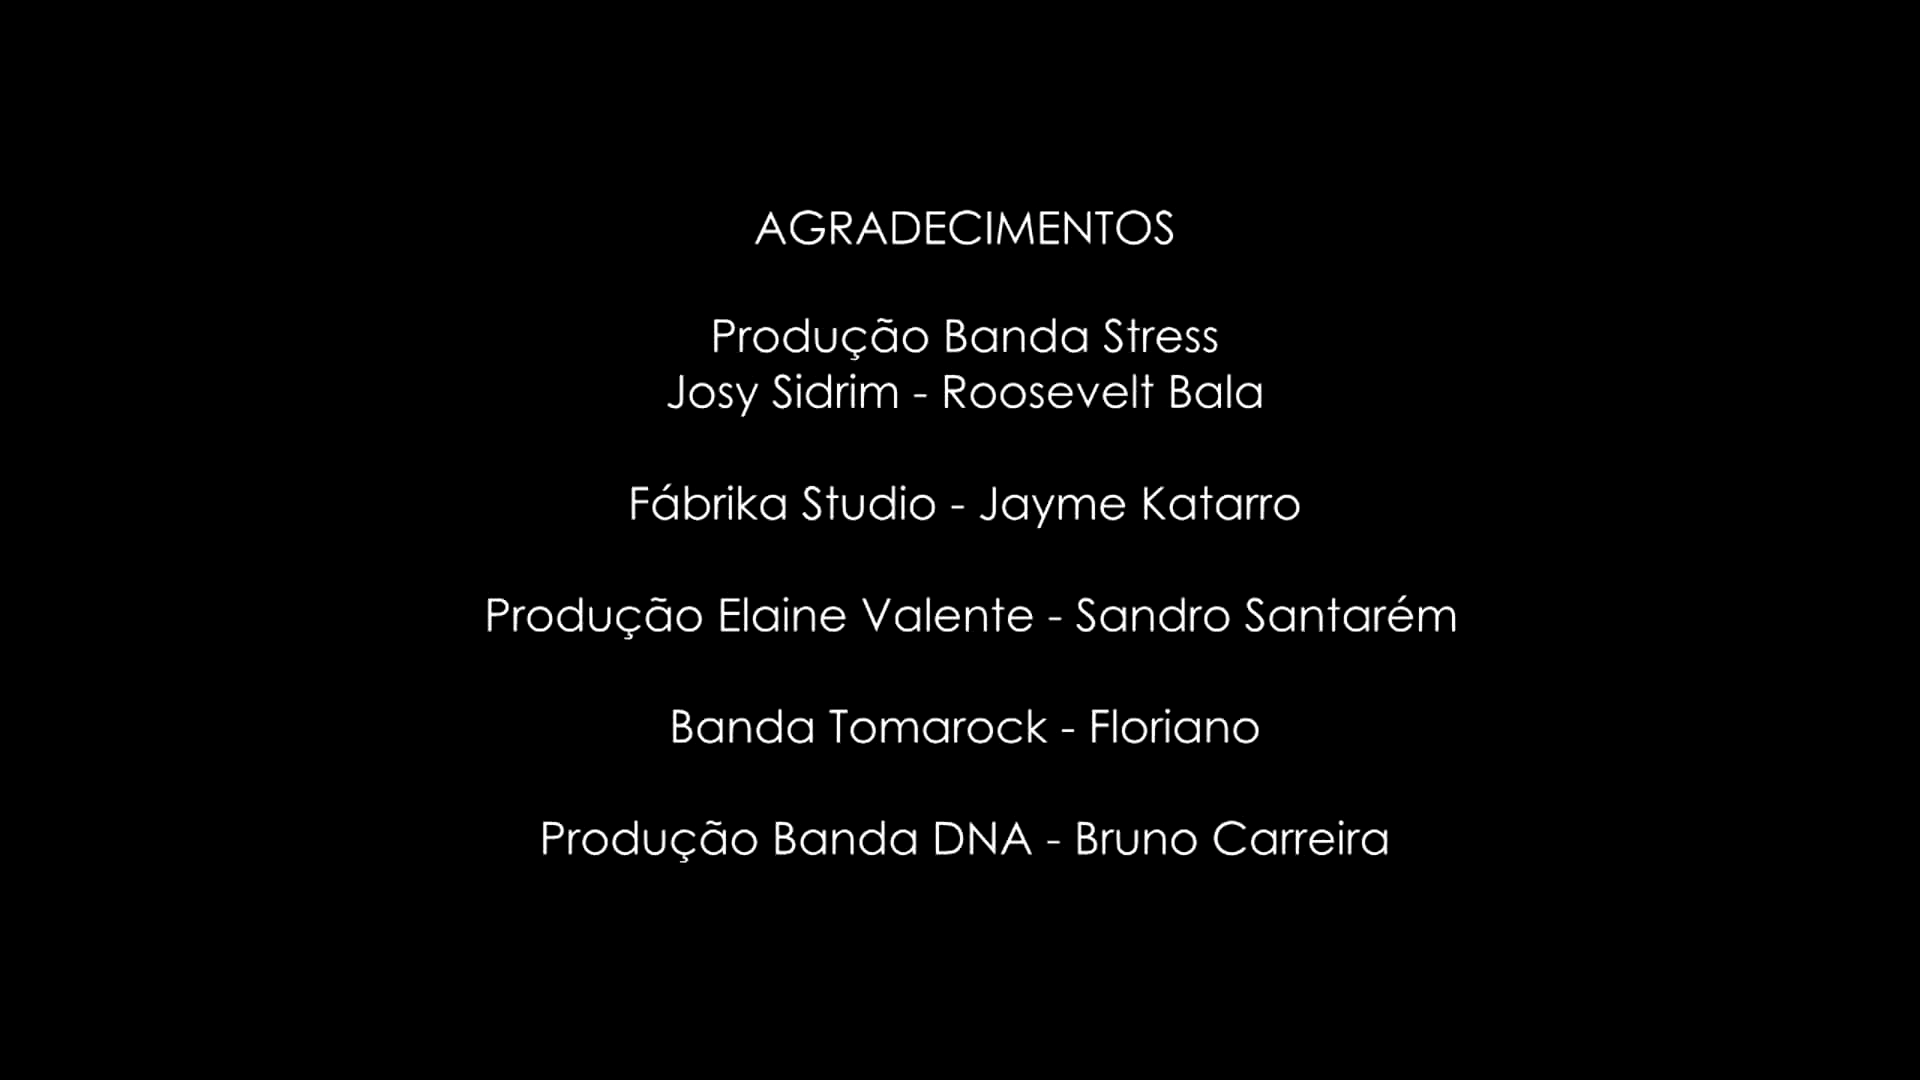 AGRADECIMENTOS
Produção Banda Stress
Josy Sidrim - Roosevelt Bala
Fábrika Studio - Jayme Katarro
Produção Elaine Valente - Sandro Santarém
Banda Tomarock - Floriano
Produção Banda DNA - Bruno Carreira